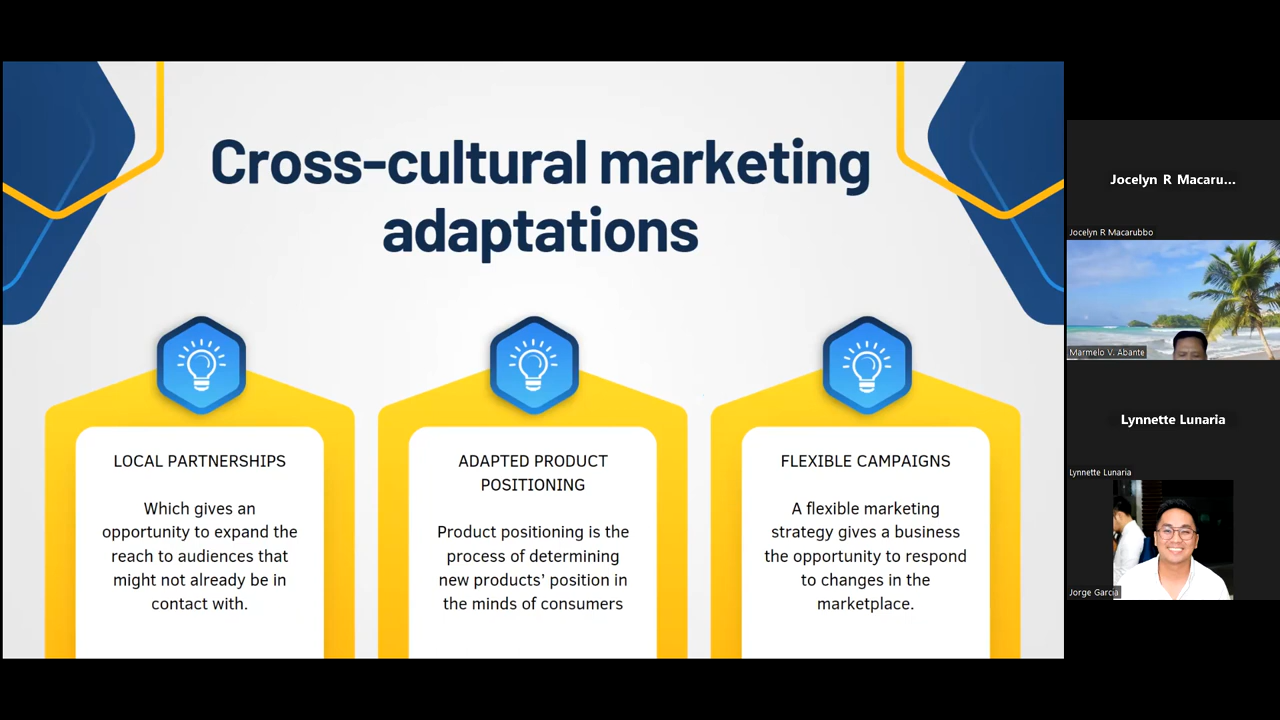 Cross-cultural marketing
adaptations
LOCAL PARTNERSHIPS
Which gives an
opportunity to expand the
reach to audiences that
might not already be in
contact with.
ADAPTED PRODUCT
POSITIONING
Product positioning is the
process of determining
new products' position in
the minds of consumers
FLEXIBLE CAMPAIGNS
A flexible marketing
strategy gives a business
the opportunity to respond
to changes in the
marketplace.
Jocelyn R Macaru...
Jocelyn R Macarubbo
Marmelo V. Abante
Lynnette Lunaria
Lynnette Lunaria
Jorge Garcia